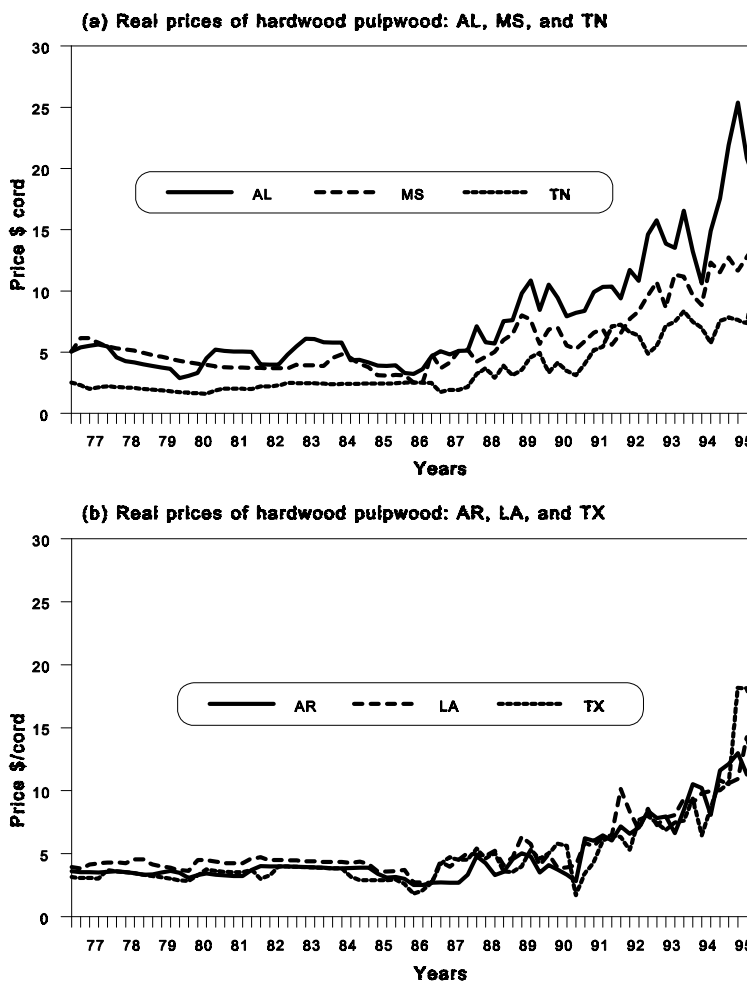 (a) Real prices of hardwood pulpwood: AL, MS, and TN
30
25
20
15
10
5
0
Price $ cord
AL MS TN
77 78 79 80 81 82 83 84 85 86 87 88 89 90 91 92 93 94 95
Years
(b) Real prices of hardwood pulpwood: AR, LA, and TX
30
25
20
15
10
5
0
Price $/cord
AR LA TX
77 78 79 80 81 82 83 84 85 86 87 88 89 90 91 92 93 94 95
Years